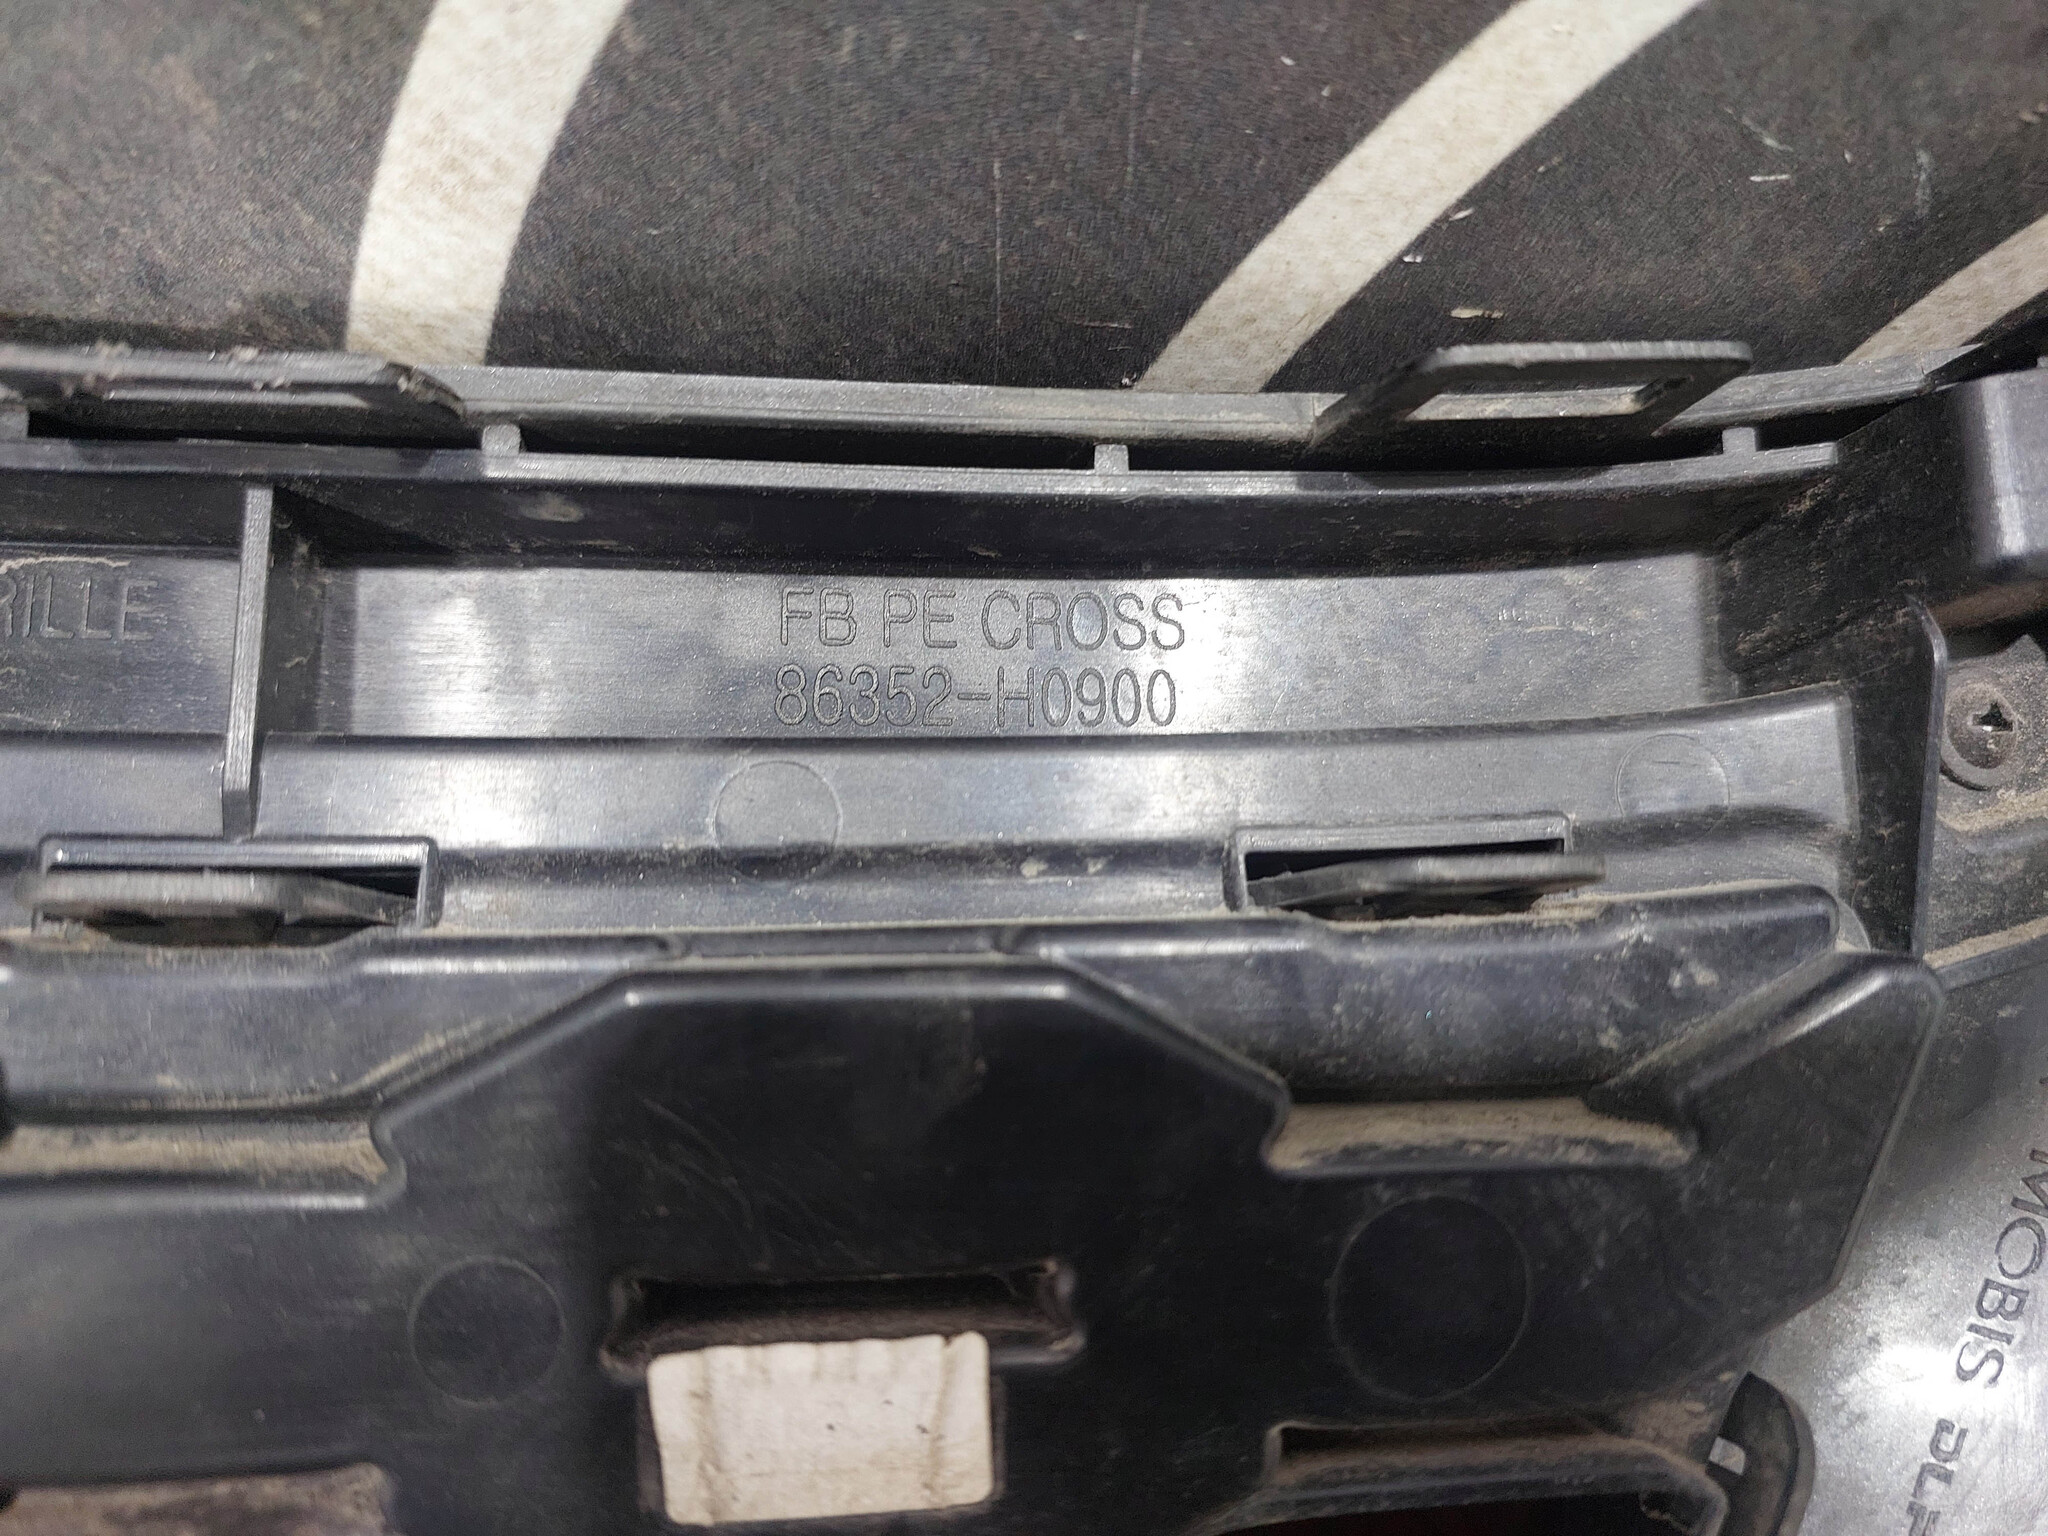 RILLE
FB PE CROSS
86352-H0900
MOBIS